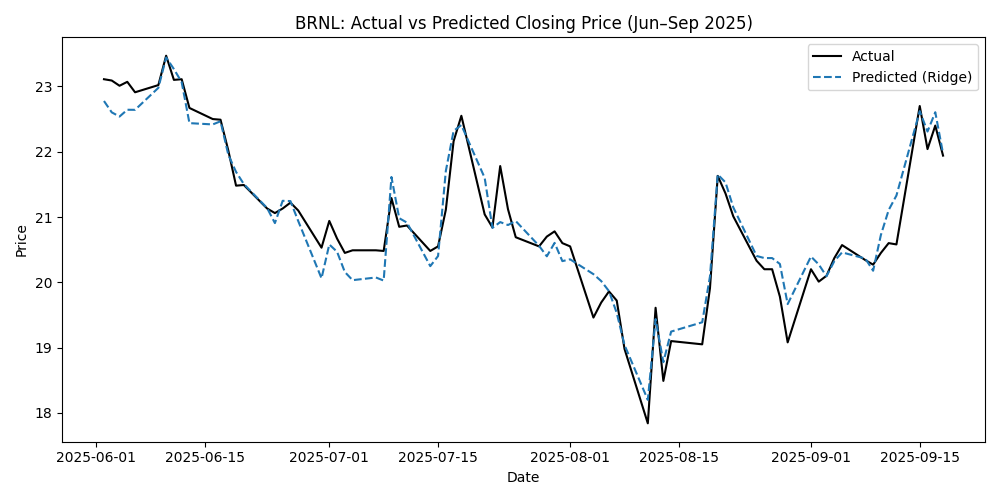 BRNL: Actual vs Predicted Closing Price (Jun–Sep 2025)
Actual
Predicted (Ridge)
Price
23
22
21
20
19
18
2025-06-01
2025-06-15
2025-07-01
2025-07-15
2025-08-01
2025-08-15
2025-09-01
2025-09-15
Date